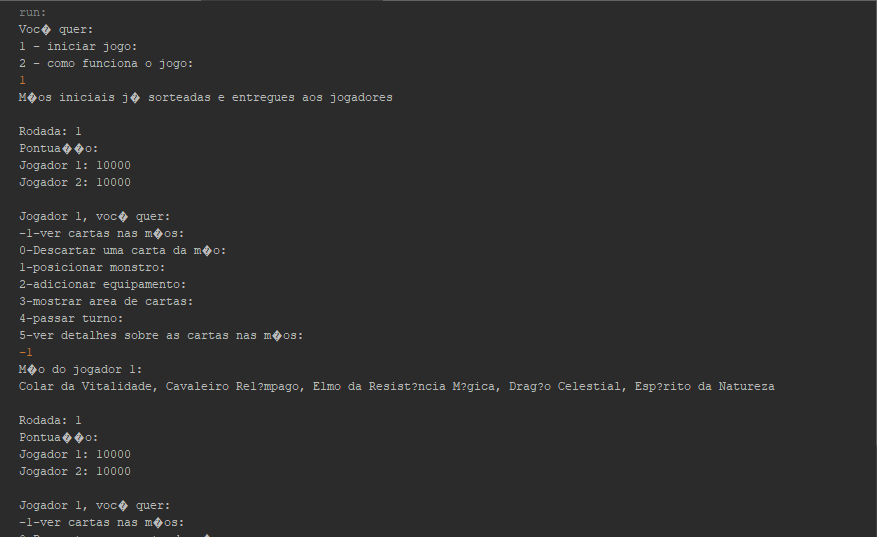 run:
Voc� quer:
1 - iniciar jogo:
2 - como funciona o jogo:
1
M�os iniciais j� sorteadas e entregues aos jogadores
Rodada: 1
Pontua��o:
Jogador 1: 10000
Jogador 2: 10000
Jogador 1, voc� quer:
-1-ver cartas nas m�os:
0-Descartar uma carta da m�o:
1-posicionar monstro:
2-adicionar equipamento:
3-mostrar area de cartas:
4-passar turno:
5-ver detalhes sobre as cartas nas m�os:
-1
M�o do jogador 1:
Colar da Vitalidade, Cavaleiro Rel?mpago, Elmo da Resist?ncia M?gica, Drag?o Celestial, Esp?rito da Natureza
Rodada: 1
Pontua��o:
Jogador 1: 10000
Jogador 2: 10000
Jogador 1, voc� quer:
-1-ver cartas nas m�os: